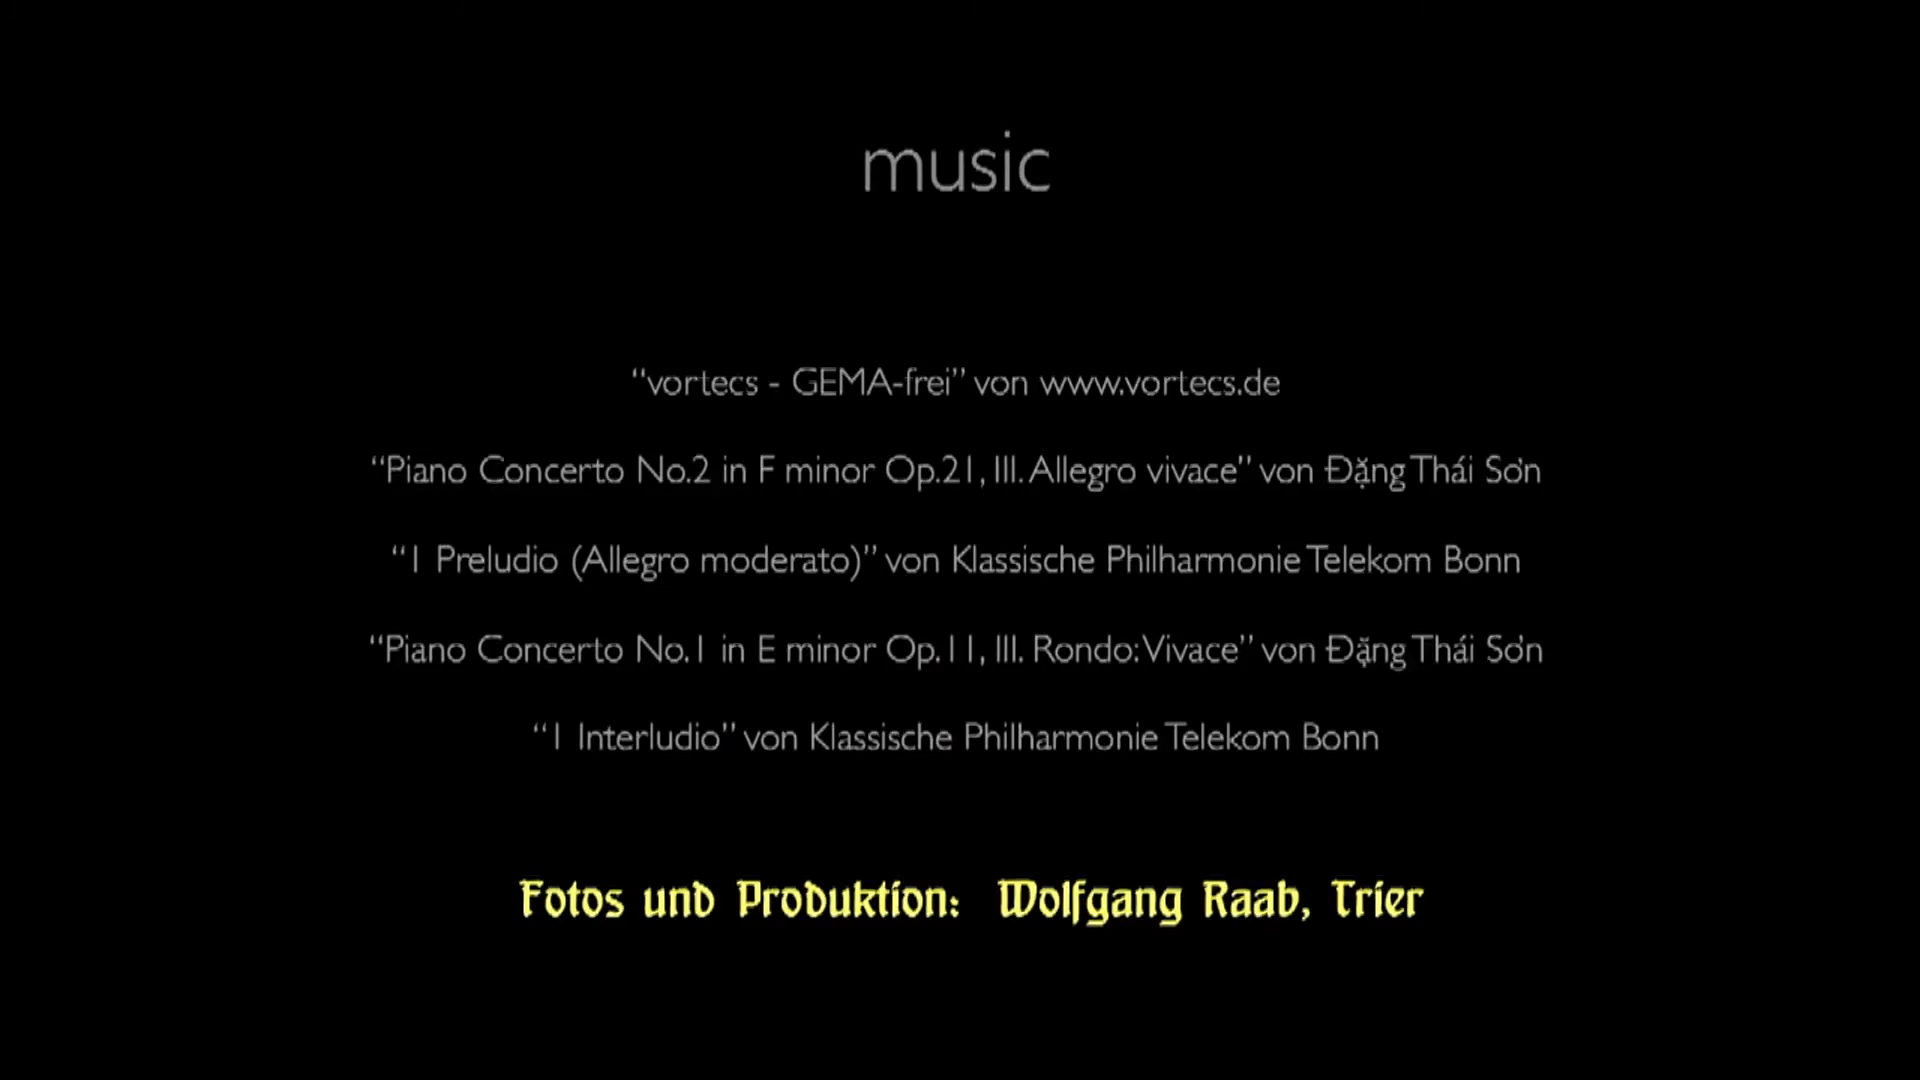 music
“vortecs - GEMA-frei” von www.vortecs.de
“Piano Concerto No.2 in F minor Op.21, III. Allegro vivace” von Đặng Thái Sơn
“1 Preludio (Allegro moderato)” von Klassische Philharmonie Telekom Bonn
“Piano Concerto No.1 in E minor Op.11, III. Rondo: Vivace” von Đặng Thái Sơn
“1 Interludio” von Klassische Philharmonie Telekom Bonn
Fotos und Produktion: Wolfgang Raab, Trier